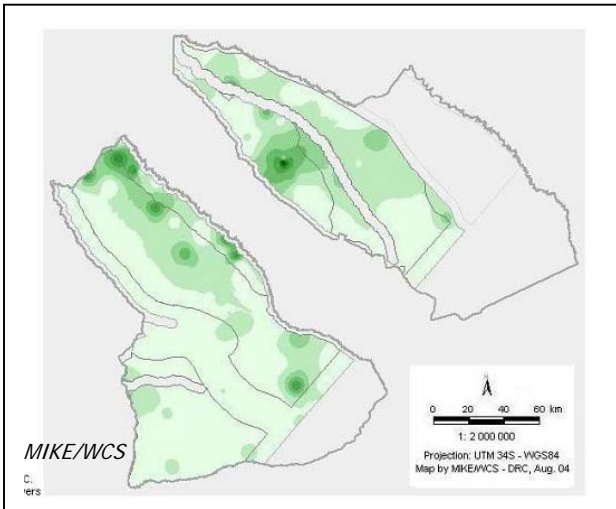 N
0 20 40 60 km
1: 2 000 000
Projection: UTM 34S - WGS84
Map by MIKE/WCS - DRC, Aug. 04
MIKE/WCS
C.
ers